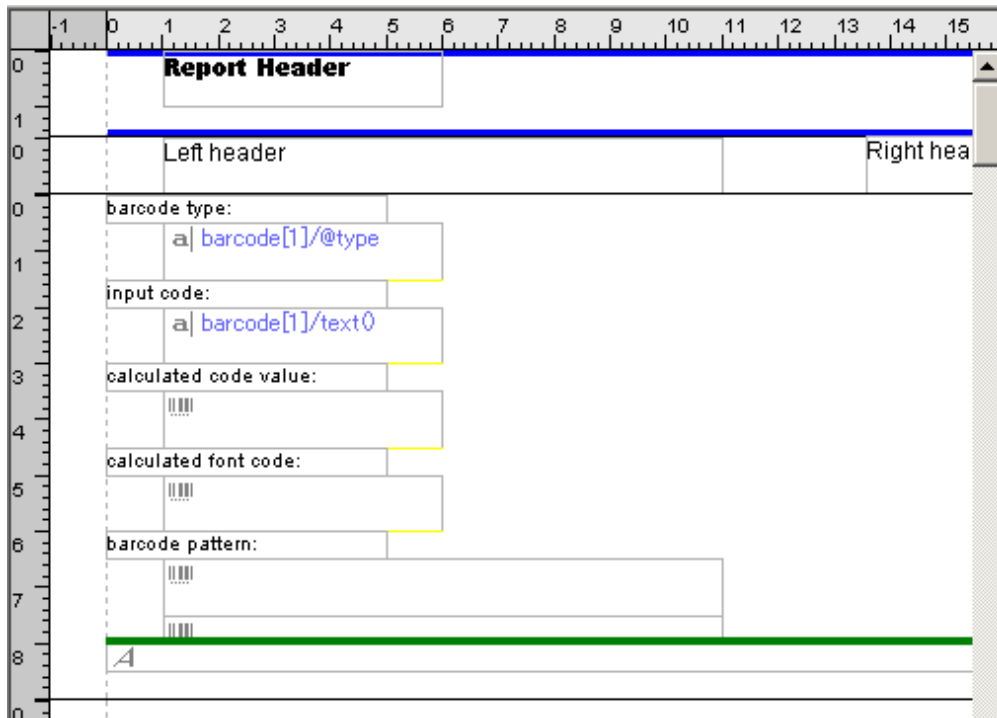 -1 0 1 2 3 4 5 6 7 8 9 10 11 12 13 14 15
0
Report Header
1
0
Left header Right hea
0
barcode type:
a| barcode[1]/@type
1
input code:
2
a| barcode[1]/text()
3
calculated code value:
4
calculated font code:
5
6
barcode pattern:
7
8
A
0